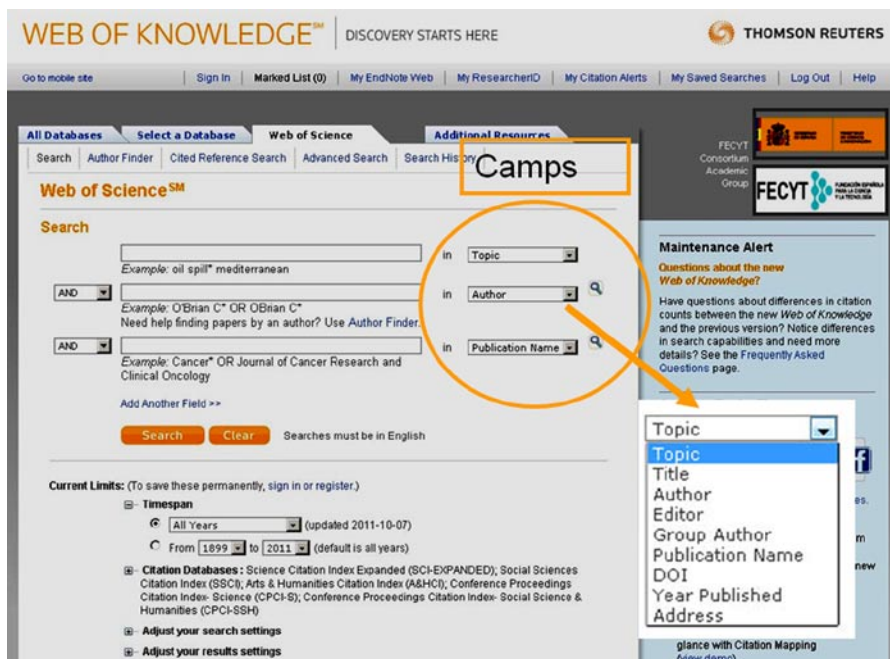 WEB OF KNOWLEDGE℠ | DISCOVERY STARTS HERE
THOMSON REUTERS
Go to mobile site | Sign In | Marked List (0) | My EndNote Web | My ResearcherID | My Citation Alerts | My Saved Searches | Log Out | Help
All Databases Select a Database Web of Science Additional Resources
Search | Author Finder | Cited Reference Search | Advanced Search | Search History
Camps
FECYT
Consortium
Academic
Group
FECYT
Web of Science℠
Search
in Topic
Example: oil spill* mediterranean
AND in Author
Example: O'Brian C* OR OBrian C*
Need help finding papers by an author? Use Author Finder.
AND in Publication Name
Example: Cancer* OR Journal of Cancer Research and
Clinical Oncology
Add Another Field >>
Search Clear Searches must be in English
Current Limits: (To save these permanently, sign in or register.)
Timespan
All Years (updated 2011-10-07)
From 1899 to 2011 (default is all years)
Citation Databases: Science Citation Index Expanded (SCI-EXPANDED); Social Sciences
Citation Index (SSCI); Arts & Humanities Citation Index (A&HCI); Conference Proceedings
Citation Index- Science (CPCI-S); Conference Proceedings Citation Index- Social Science &
Humanities (CPCI-SSH)
Adjust your search settings
Adjust your results settings
Maintenance Alert
Questions about the new
Web of Knowledge?
Have questions about differences in citation
counts between the new Web of Knowledge
and the previous version? Notice differences
in search capabilities and need more
details? See the Frequently Asked
Questions page.
Topic
Topic
Title
Author
Editor
Group Author
Publication Name
DOI
Year Published
Address
f
es.
m
new
glance with Citation Mapping
(view demo)